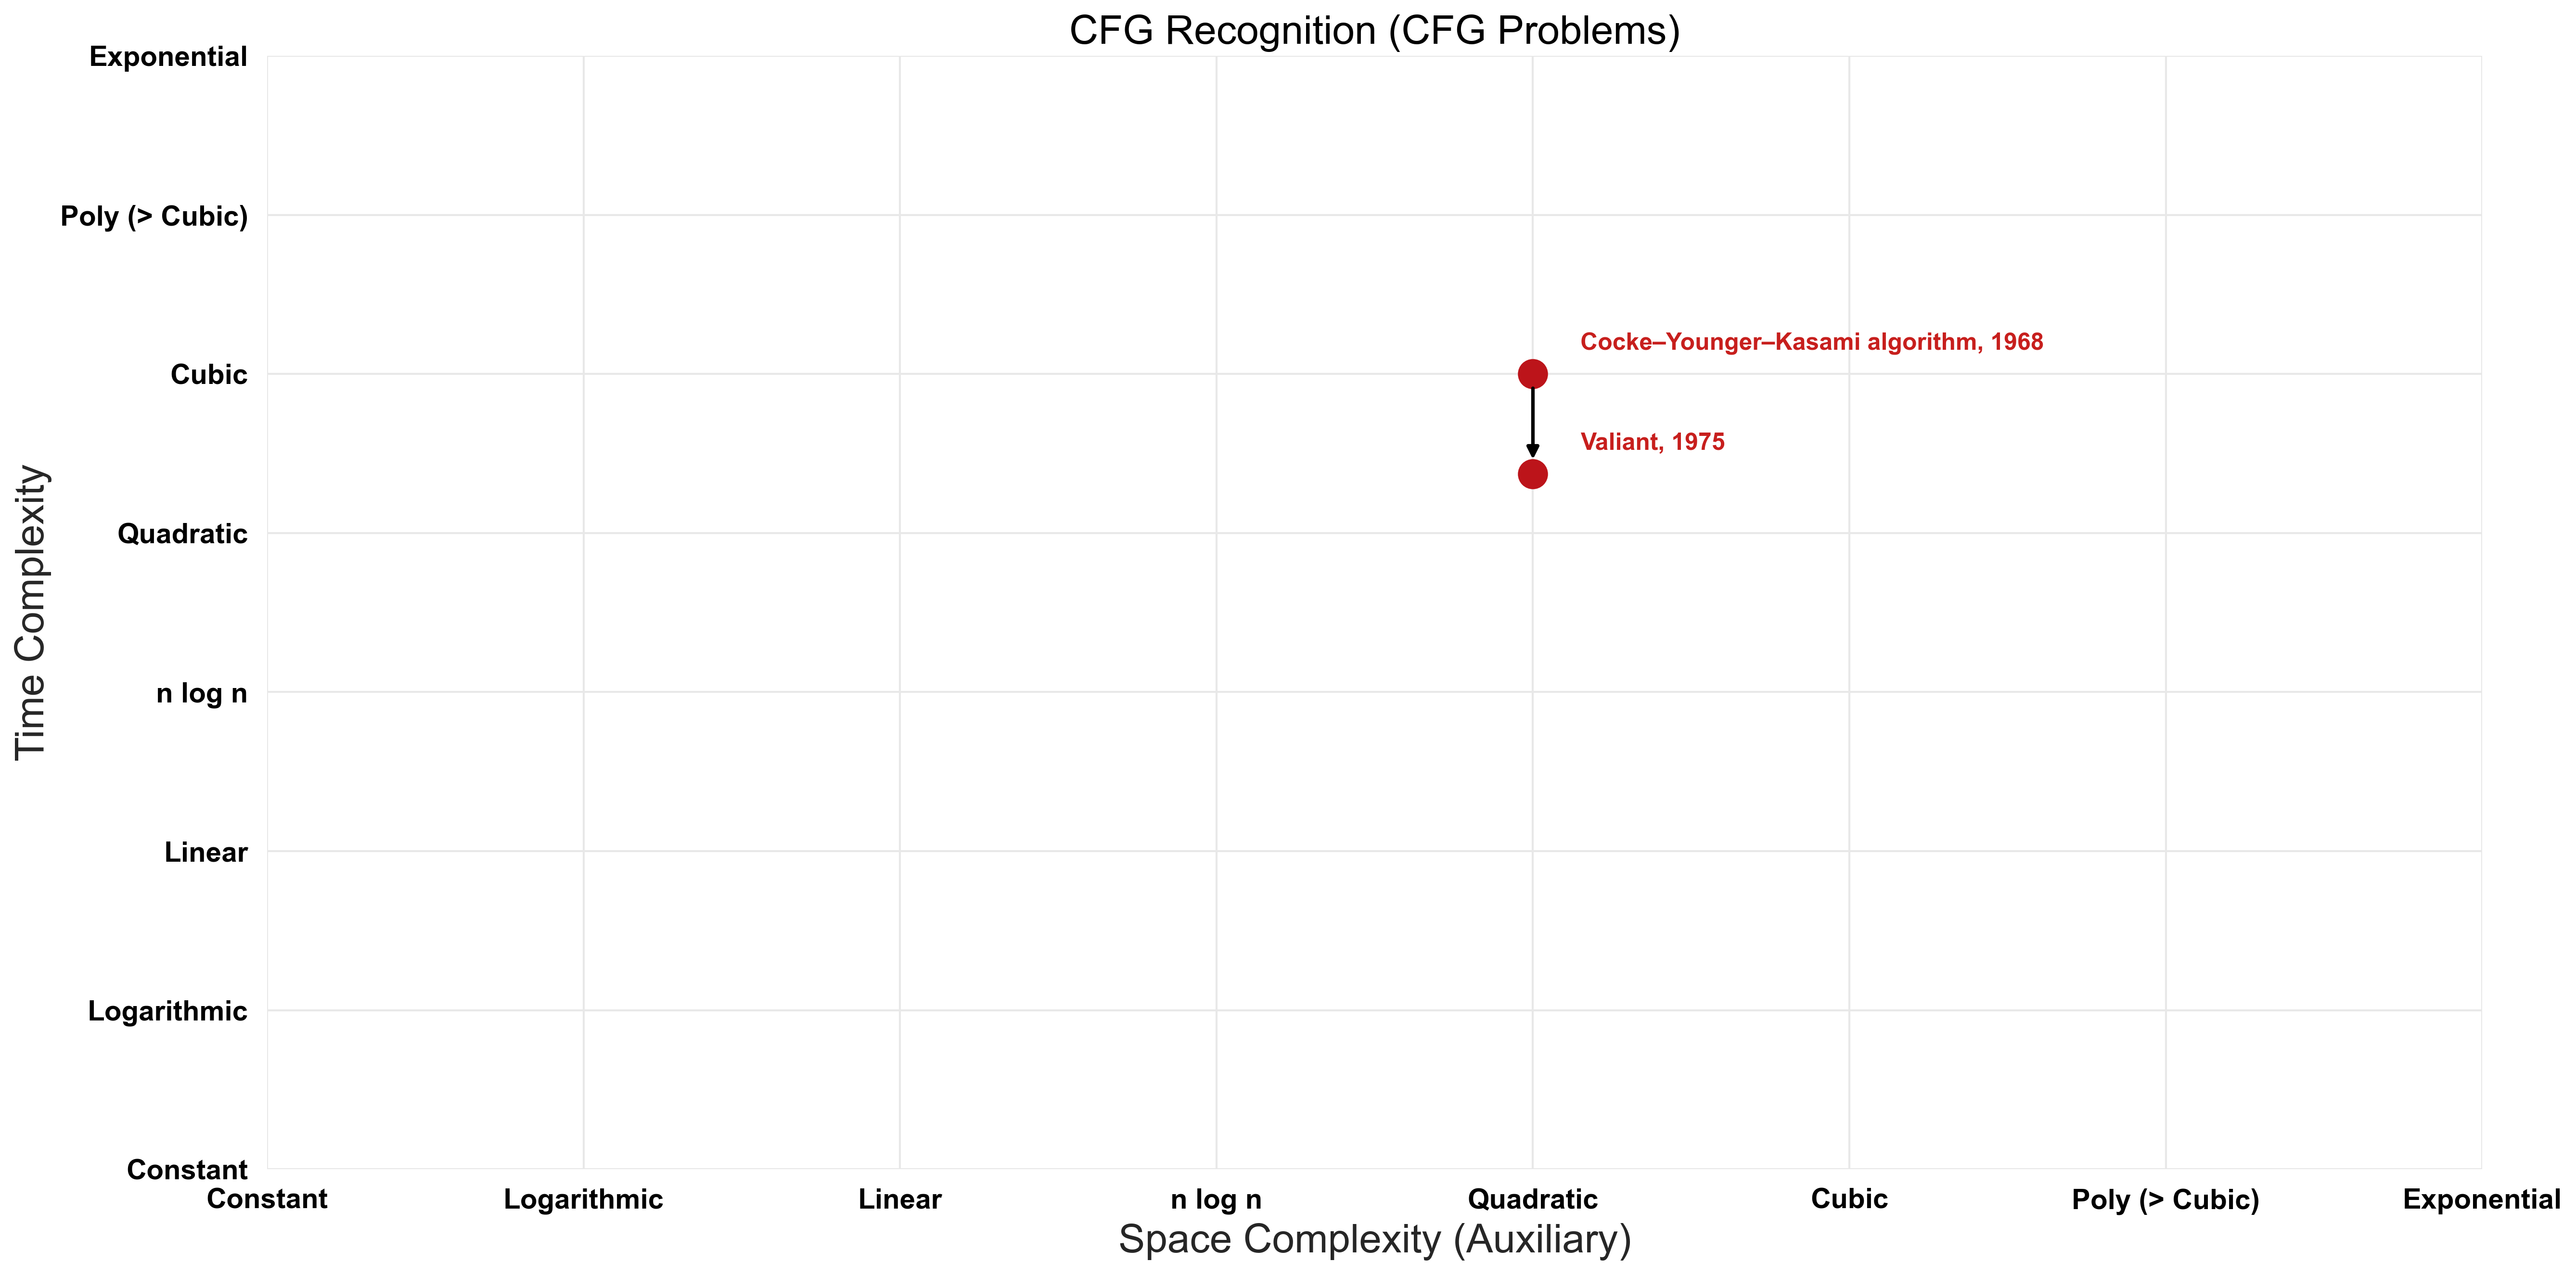 CFG Recognition (CFG Problems)
Exponential
Poly (> Cubic)
Cubic
Quadratic
n log n
Linear
Logarithmic
Constant
Time Complexity
Cocke–Younger–Kasami algorithm, 1968
Valiant, 1975
Constant
Logarithmic
Linear
n log n
Quadratic
Cubic
Poly (> Cubic)
Exponential
Space Complexity (Auxiliary)